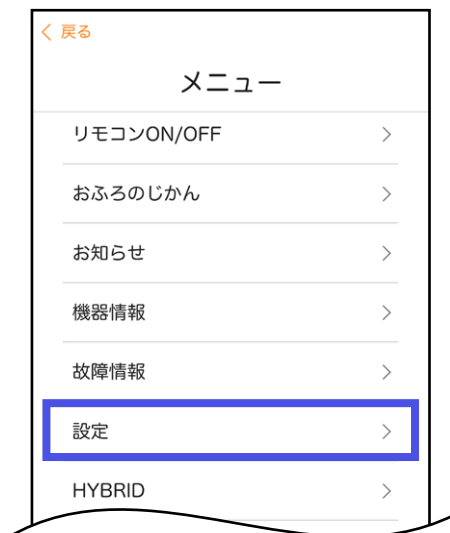 戻る
メニュー
リモコンON/OFF
おふろのじかん
お知らせ
機器情報
故障情報
設定
HYBRID